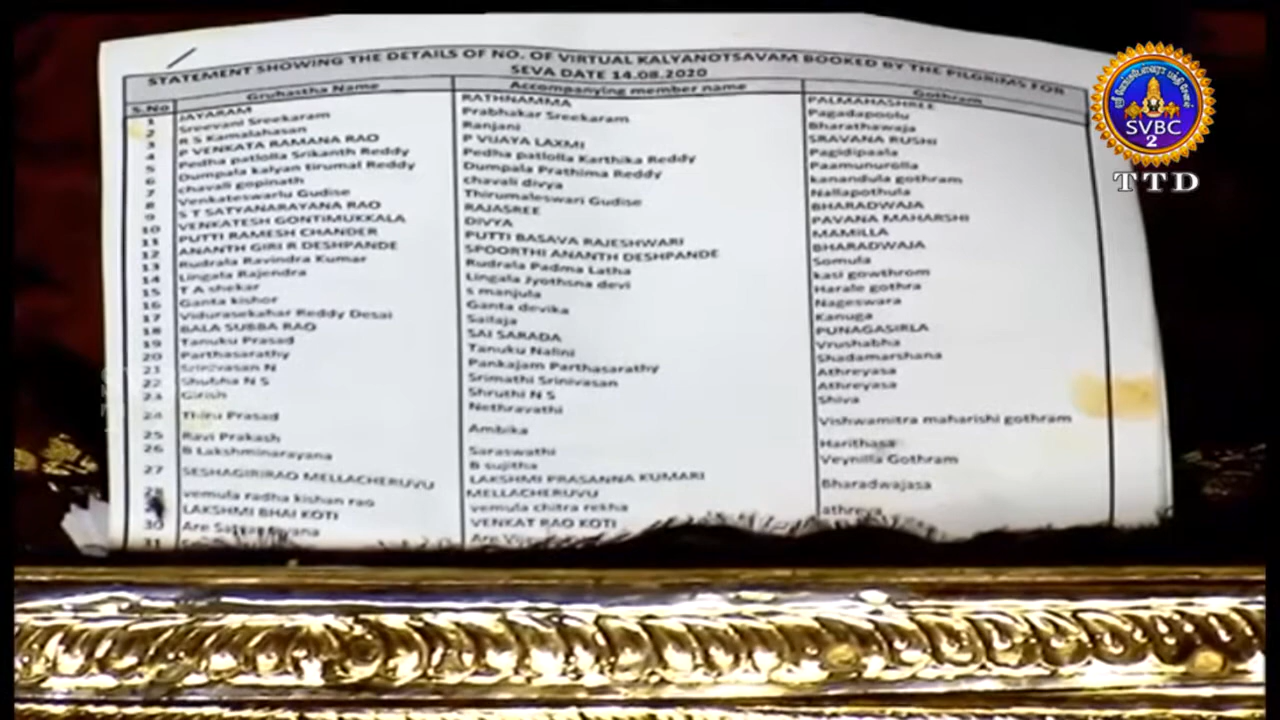 STATEMENT SHOWING THE DETAILS OF NO. OF VIRTUAL KALYANOTSAVAM BOOKED BY THE PILGRIMS FOR
SEVA DATE 14.08.2020
S.No Gruhastha Name Accompanying member name Gothram
1 JAYARAM RATHNAMMA PALMAHASHREE
2 Sreevani Sreekaram Prabhakar Sreekaram Pagadapoolu
3 R S Kamalahasan Ranjani Bharathawaja
4 P VENKATA RAMANA RAO P VIJAYA LAXMI SRAVANA RUSHI
5 Pedha patlolla Srikanth Reddy Pedha patlolla Karthika Reddy Pagidipaala
6 Dumpala kalyan tirumal Reddy Dumpala Prathima Reddy Paamunurolla
7 chavali gopinath chavali divya kanandula gothram
8 Venkateswarlu Gudise Thirumaleswari Gudise Nallapothula
9 S T SATYANARAYANA RAO RAJASREE BHARADWAJA
10 VENKATESH GONTIMUKKALA DIVYA PAVANA MAHARSHI
11 PUTTI RAMESH CHANDER PUTTI BASAVA RAJESHWARI MAMILLA
12 ANANTH GIRI R DESHPANDE SPOORTHI ANANTH DESHPANDE BHARADWAJA
13 Rudrala Ravindra Kumar Rudrala Padma Latha Somula
14 Lingala Rajendra Lingala Jyothsna devi kasi gowthrom
15 T A shekar s manjula Harale gothra
16 Ganta kishor Ganta devika Nageswara
17 Vidurasekahar Reddy Desai Sailaja Kanuga
18 BALA SUBBA RAO SAI SARADA PUNAGASIRLA
19 Tanuku Prasad Tanuku Nalini Vrushabha
20 Parthasarathy Pankajam Parthasarathy Shadamarshana
21 Srinivasan N Srimathi Srinivasan Athreyasa
22 Shubha N S Shruthi N S Athreyasa
23 Girish Nethravathi Shiva
24 Thiru Prasad Ambika Vishwamitra maharishi gothram
25 Ravi Prakash Saraswathi Harithasa
26 B Lakshminarayana B sujitha Veynilla Gothram
27 SESHAGIRIRAO MELLACHERUVU LAKSHMI PRASANNA KUMARI Bharadwajasa
MELLACHERUVU
28 vemula radha kishan rao vemula chitra rekha athreya
LAKSHMI BHAI KOTI VENKAT RAO KOTI
30 Are Are
31
SVBC
2
TTD